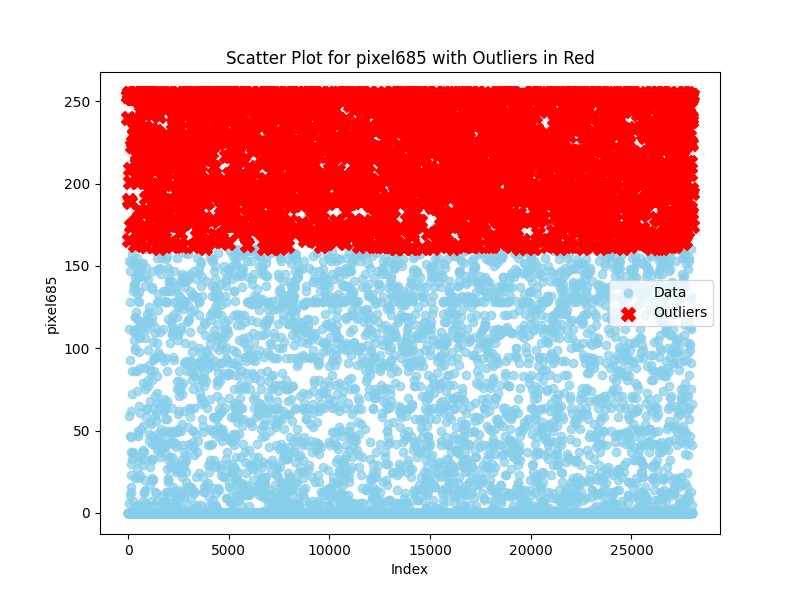 Scatter Plot for pixel685 with Outliers in Red
250
200
150
100
50
0
pixel685
Data
Outliers
0 5000 10000 15000 20000 25000
Index